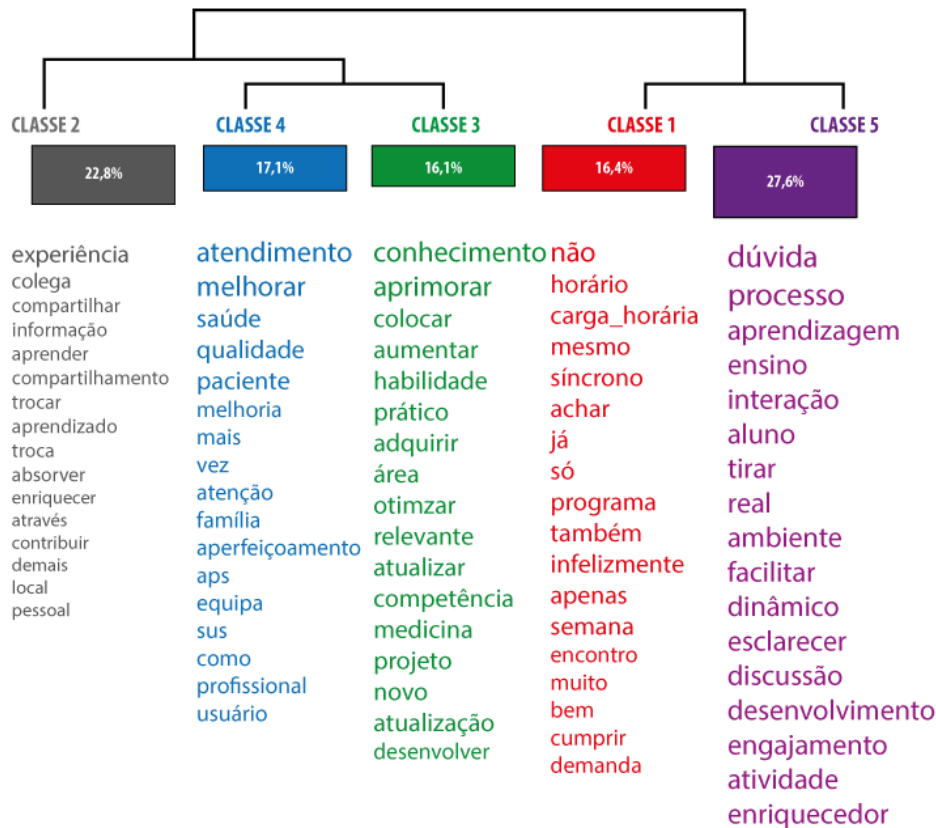 CLASSE 2
22,8%
experiência
colega
compartilhar
informação
aprender
compartilhamento
trocar
aprendizado
troca
absorver
enriquecer
através
contribuir
demais
local
pessoal
CLASSE 4
17,1%
atendimento
melhorar
saúde
qualidade
paciente
melhoria
mais
vez
atenção
família
aperfeiçoamento
aps
equipa
sus
como
profissional
usuário
CLASSE 3
16,1%
conhecimento
aprimorar
colocar
aumentar
habilidade
prático
adquirir
área
otimzar
relevante
atualizar
competência
medicina
projeto
novo
atualização
desenvolver
CLASSE 1
16,4%
não
horário
carga_horária
mesmo
síncrono
achar
já
só
programa
também
infelizmente
apenas
semana
encontro
muito
bem
cumprir
demanda
CLASSE 5
27,6%
dúvida
processo
aprendizagem
ensino
interação
aluno
tirar
real
ambiente
facilitar
dinâmico
esclarecer
discussão
desenvolvimento
engajamento
atividade
enriquecedor